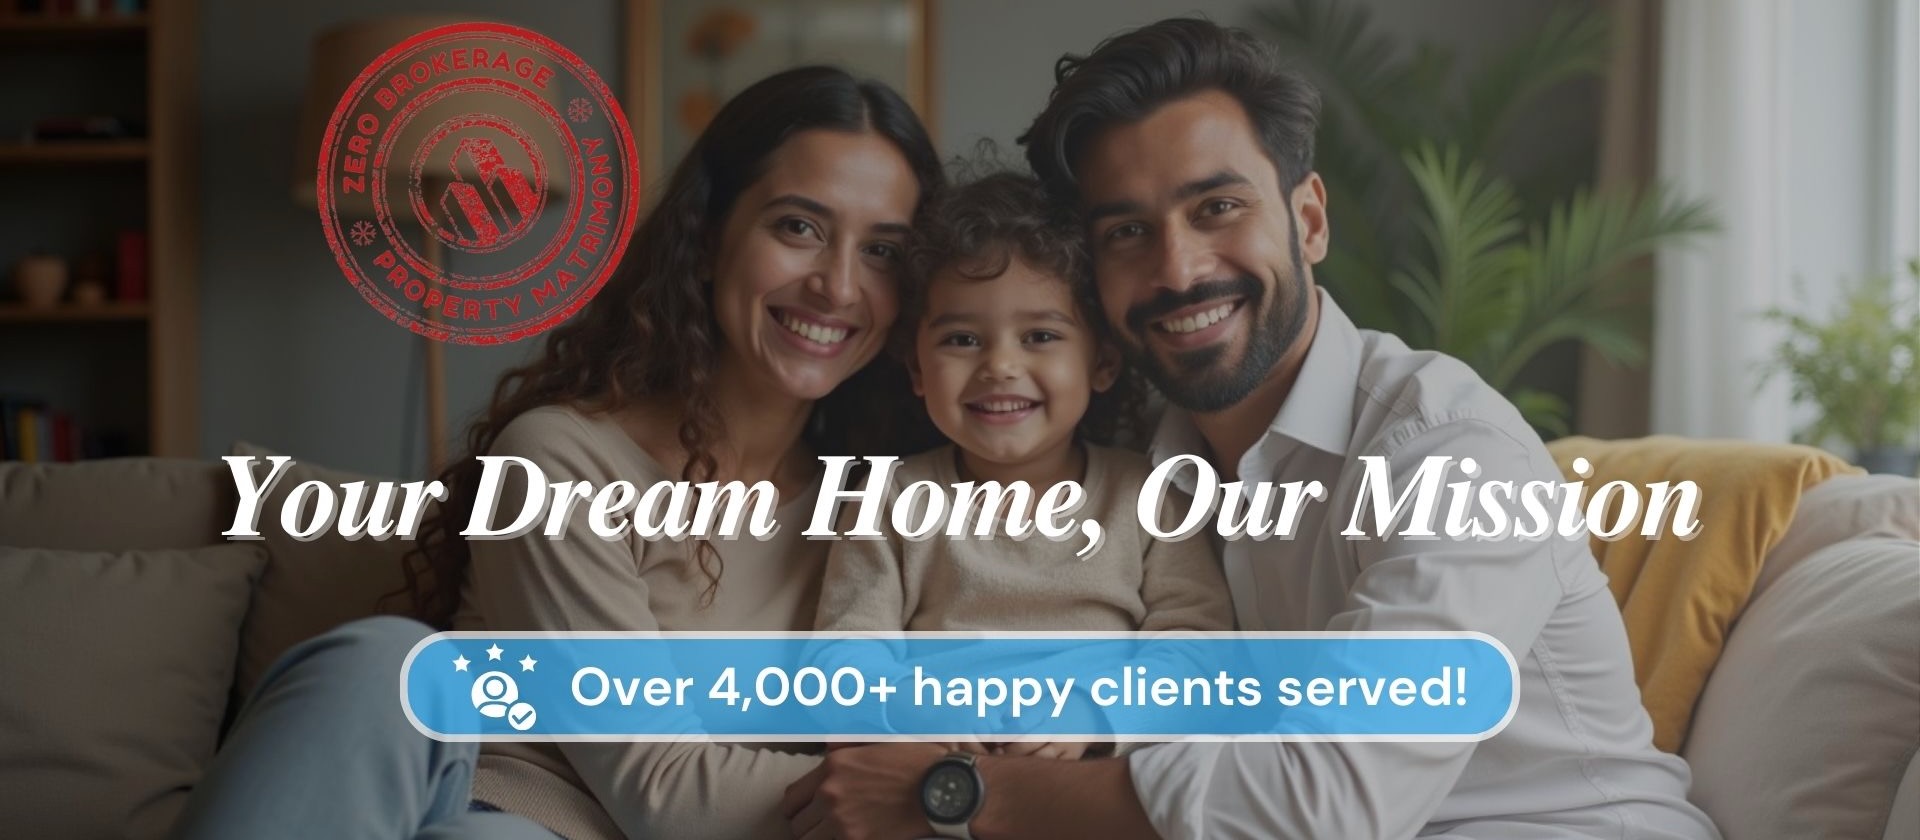 ZERO BROKERAGE
PROPERTY MATRIMONY
Your Dream Home, Our Mission
Over 4,000+ happy clients served!